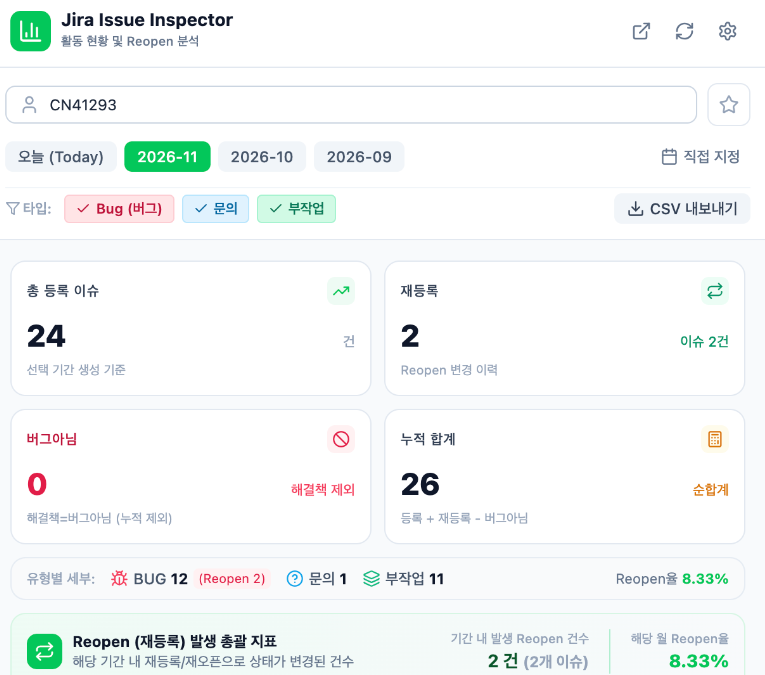 Jira Issue Inspector
활동 현황 및 Reopen 분석
CN41293
오늘 (Today) 2026-11 2026-10 2026-09 직접 지정
타입: Bug (버그) 문의 부작업 CSV 내보내기
총 등록 이슈
24 건
선택 기간 생성 기준
재등록
2 이슈 2건
Reopen 변경 이력
버그아님
0 해결책 제외
해결책=버그아님 (누적 제외)
누적 합계
26 순합계
등록 + 재등록 - 버그아님
유형별 세부: BUG 12 (Reopen 2) 문의 1 부작업 11 Reopen율 8.33%
Reopen (재등록) 발생 총괄 지표
해당 기간 내 재등록/재오픈으로 상태가 변경된 건수
기간 내 발생 Reopen 건수
2 건 (2개 이슈)
해당 월 Reopen율
8.33%